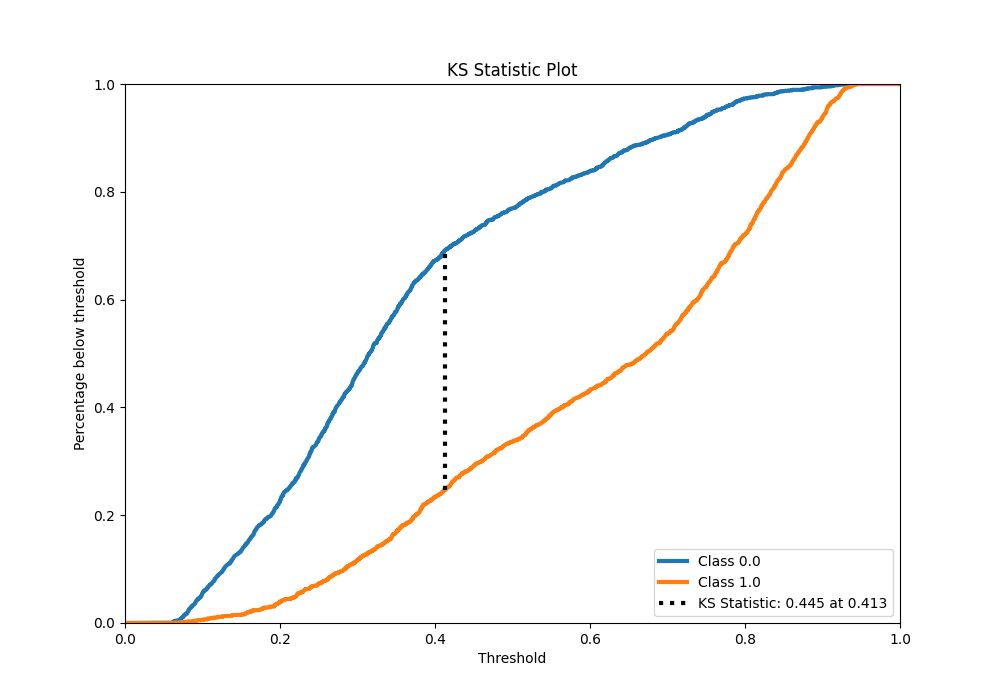 KS Statistic Plot
1.0
0.8
0.6
0.4
0.2
0.0
Percentage below threshold
0.0 0.2 0.4 0.6 0.8 1.0
Threshold
Class 0.0
Class 1.0
KS Statistic: 0.445 at 0.413